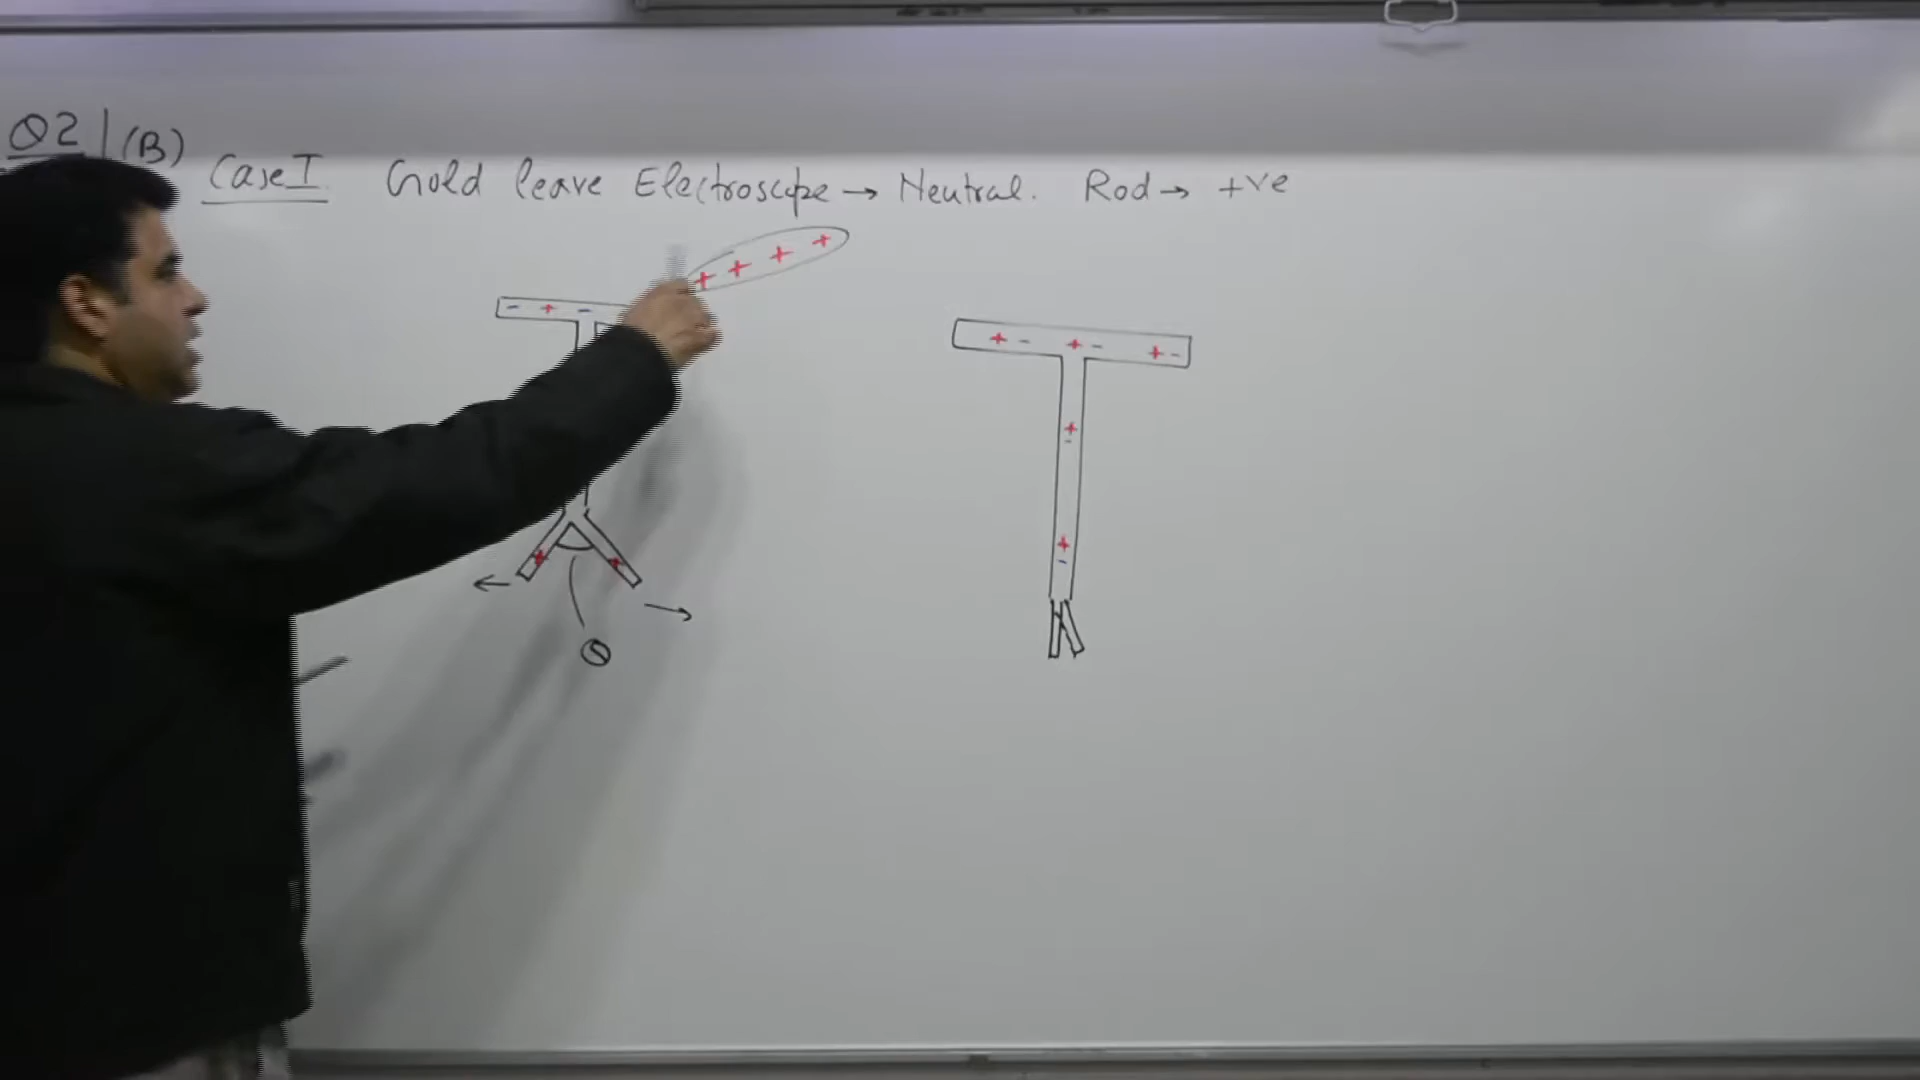 Q2 | (B)
Case I Gold leave Electroscope → Neutral. Rod → +ve
+ + + +
- + -
+ - + - + -
+
-
+
-
+ +